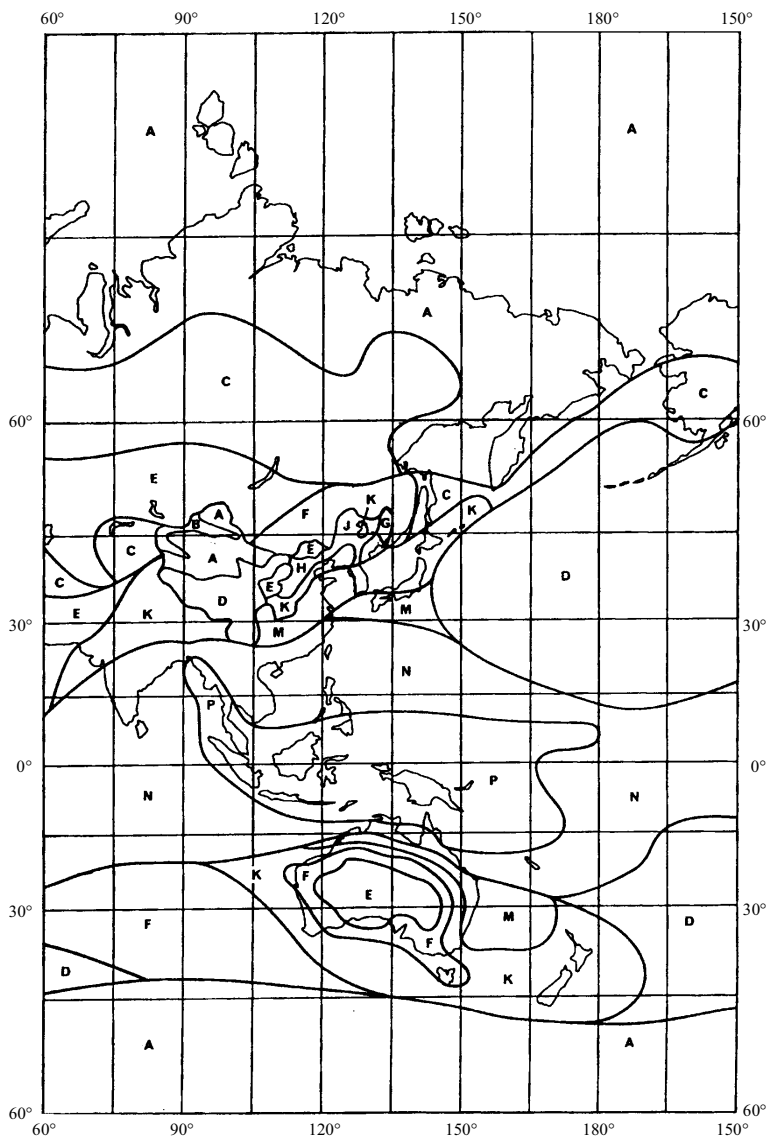 60° 90° 120° 150° 180° 150°
A A
A
C C
60° 60°
E K C
A F K
B J G
C A E
H
C E D
D K
E K M M
30° 30°
N
P
0° P 0°
N N
K F
E
30° M 30°
F D
F
D K
A A
60° 60°
60° 90° 120° 150° 180° 150°